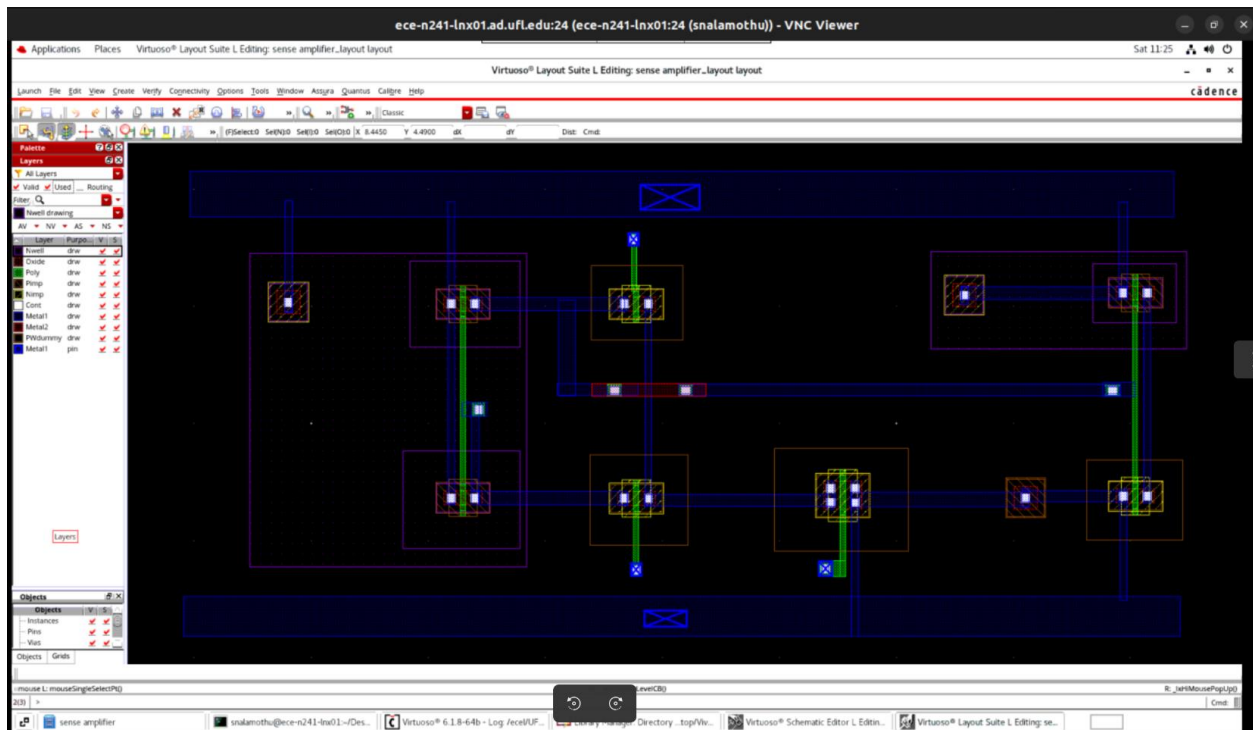 ece-n241-lnx01.ad.ufl.edu:24 (ece-n241-lnx01:24 (snalamothu)) - VNC Viewer
Applications Places Virtuoso® Layout Suite L Editing: sense amplifier_layout layout Sat 11:25
Virtuoso® Layout Suite L Editing: sense amplifier_layout layout
Launch File Edit View Create Verify Connectivity Options Tools Window Assura Quantus Calibre Help cādence
Classic
(F)Select:0 Sel(N):0 Sel(I):0 Sel(O):0 X 8.4450 Y 4.4900 dX dY Dist: Cmd:
Palette
Layers
All Layers
Valid Used Routing
Filter
Nwell drawing
AV NV AS NS
Layer Purpo... V S
Nwell drw
Oxide drw
Poly drw
Pimp drw
Nimp drw
Cont drw
Metal1 drw
Metal2 drw
PWdummy drw
Metal1 pin
Layers
Objects
Objects V S
Instances
Pins
Vias
Objects Grids
mouse L: mouseSingleSelectPt() LevelCB() R: _lxHiMousePopUp()
2(3) > Cmd:
sense amplifier snalamothu@ece-n241-lnx01:~/Des... Virtuoso® 6.1.8-64b - Log: /ecel/UF... Library Manager: Directory ...top/Viv... Virtuoso® Schematic Editor L Editin... Virtuoso® Layout Suite L Editing: se...